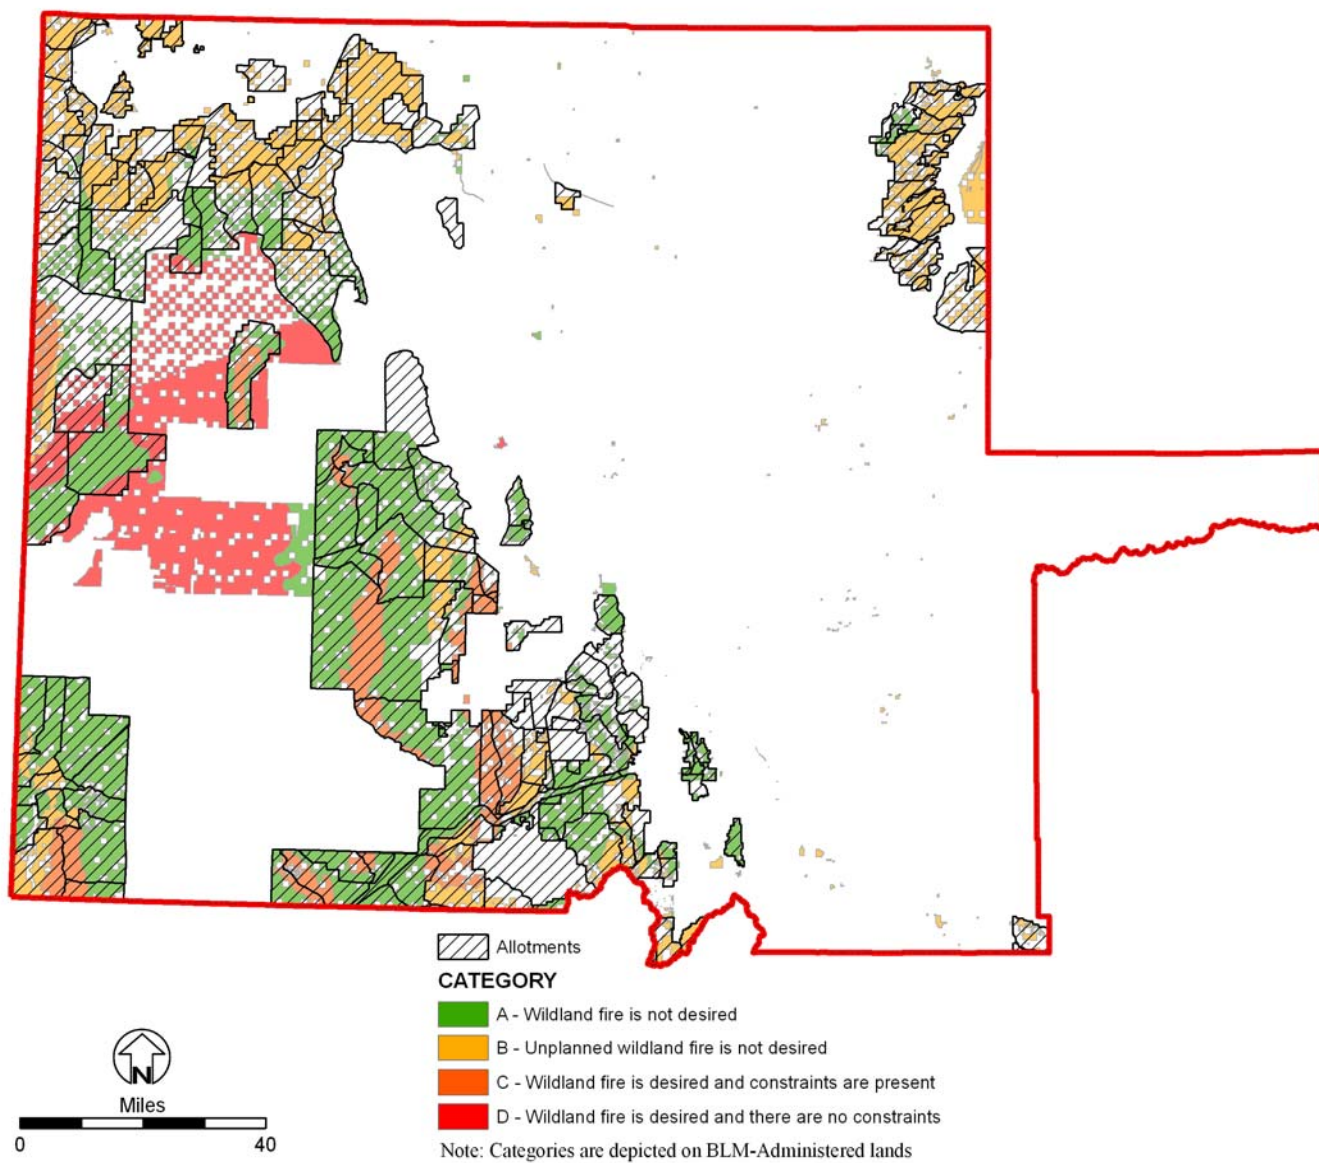 Allotments
CATEGORY
A - Wildland fire is not desired
B - Unplanned wildland fire is not desired
C - Wildland fire is desired and constraints are present
D - Wildland fire is desired and there are no constraints
Note: Categories are depicted on BLM-Administered lands
N
Miles
0 40